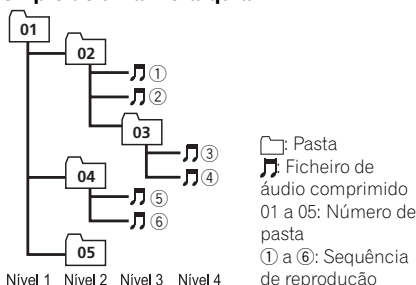 01
02
①
②
03
③
④
04
⑤
⑥
05
Nível 1 Nível 2 Nível 3 Nível 4
: Pasta
: Ficheiro de
áudio comprimido
01 a 05: Número de
pasta
① a ⑥: Sequência
de reprodução